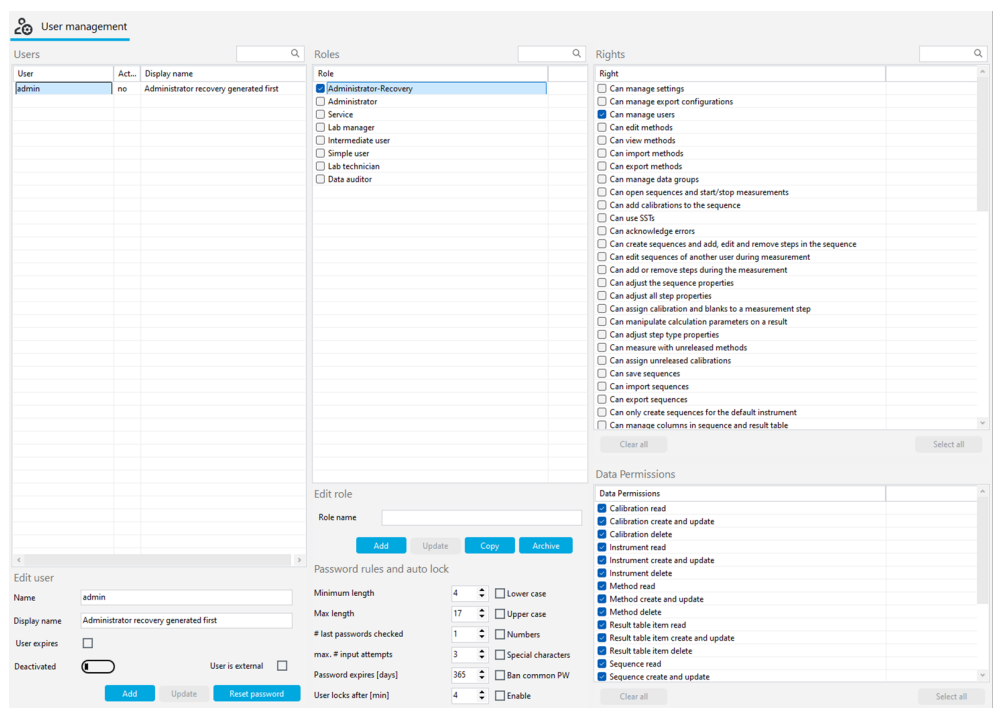 User management
Users
User Act... Display name
admin no Administrator recovery generated first
Edit user
Name admin
Display name Administrator recovery generated first
User expires
Deactivated User is external
Add Update Reset password
Roles
Role
Administrator-Recovery
Administrator
Service
Lab manager
Intermediate user
Simple user
Lab technician
Data auditor
Edit role
Role name
Add Update Copy Archive
Password rules and auto lock
Minimum length 4 Lower case
Max length 17 Upper case
# last passwords checked 1 Numbers
max. # input attempts 3 Special characters
Password expires [days] 365 Ban common PW
User locks after [min] 4 Enable
Rights
Right
Can manage settings
Can manage export configurations
Can manage users
Can edit methods
Can view methods
Can import methods
Can export methods
Can manage data groups
Can open sequences and start/stop measurements
Can add calibrations to the sequence
Can use SSTs
Can acknowledge errors
Can create sequences and add, edit and remove steps in the sequence
Can edit sequences of another user during measurement
Can add or remove steps during the measurement
Can adjust the sequence properties
Can adjust all step properties
Can assign calibration and blanks to a measurement step
Can manipulate calculation parameters on a result
Can adjust step type properties
Can measure with unreleased methods
Can assign unreleased calibrations
Can save sequences
Can import sequences
Can export sequences
Can only create sequences for the default instrument
Can manage columns in sequence and result table
Clear all Select all
Data Permissions
Data Permissions
Calibration read
Calibration create and update
Calibration delete
Instrument read
Instrument create and update
Instrument delete
Method read
Method create and update
Method delete
Result table item read
Result table item create and update
Result table item delete
Sequence read
Sequence create and update
Clear all Select all